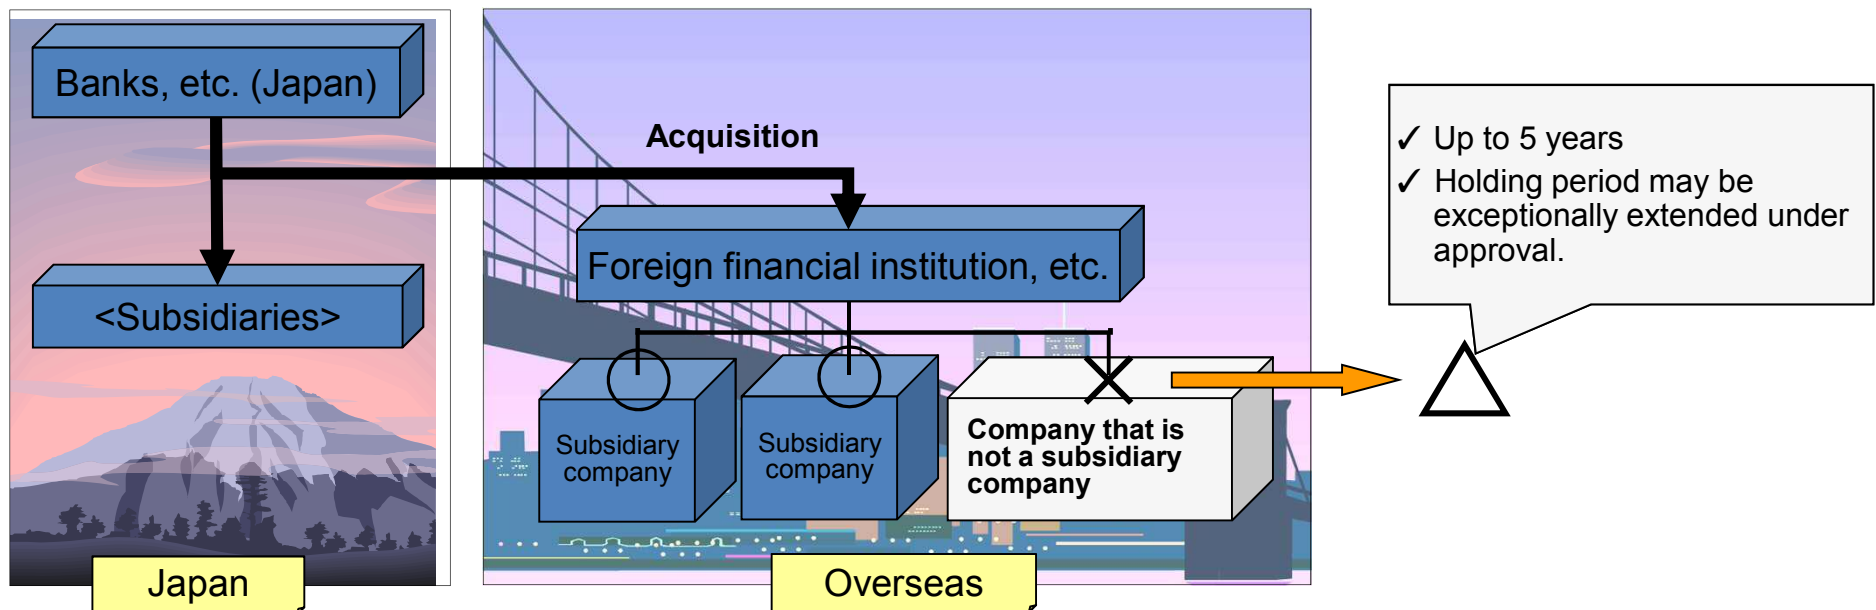 Banks, etc. (Japan)
<Subsidiaries>
Japan
Acquisition
Foreign financial institution, etc.
Subsidiary
company
Subsidiary
company
Company that is
not a subsidiary
company
Overseas
✓ Up to 5 years
✓ Holding period may be
exceptionally extended under
approval.